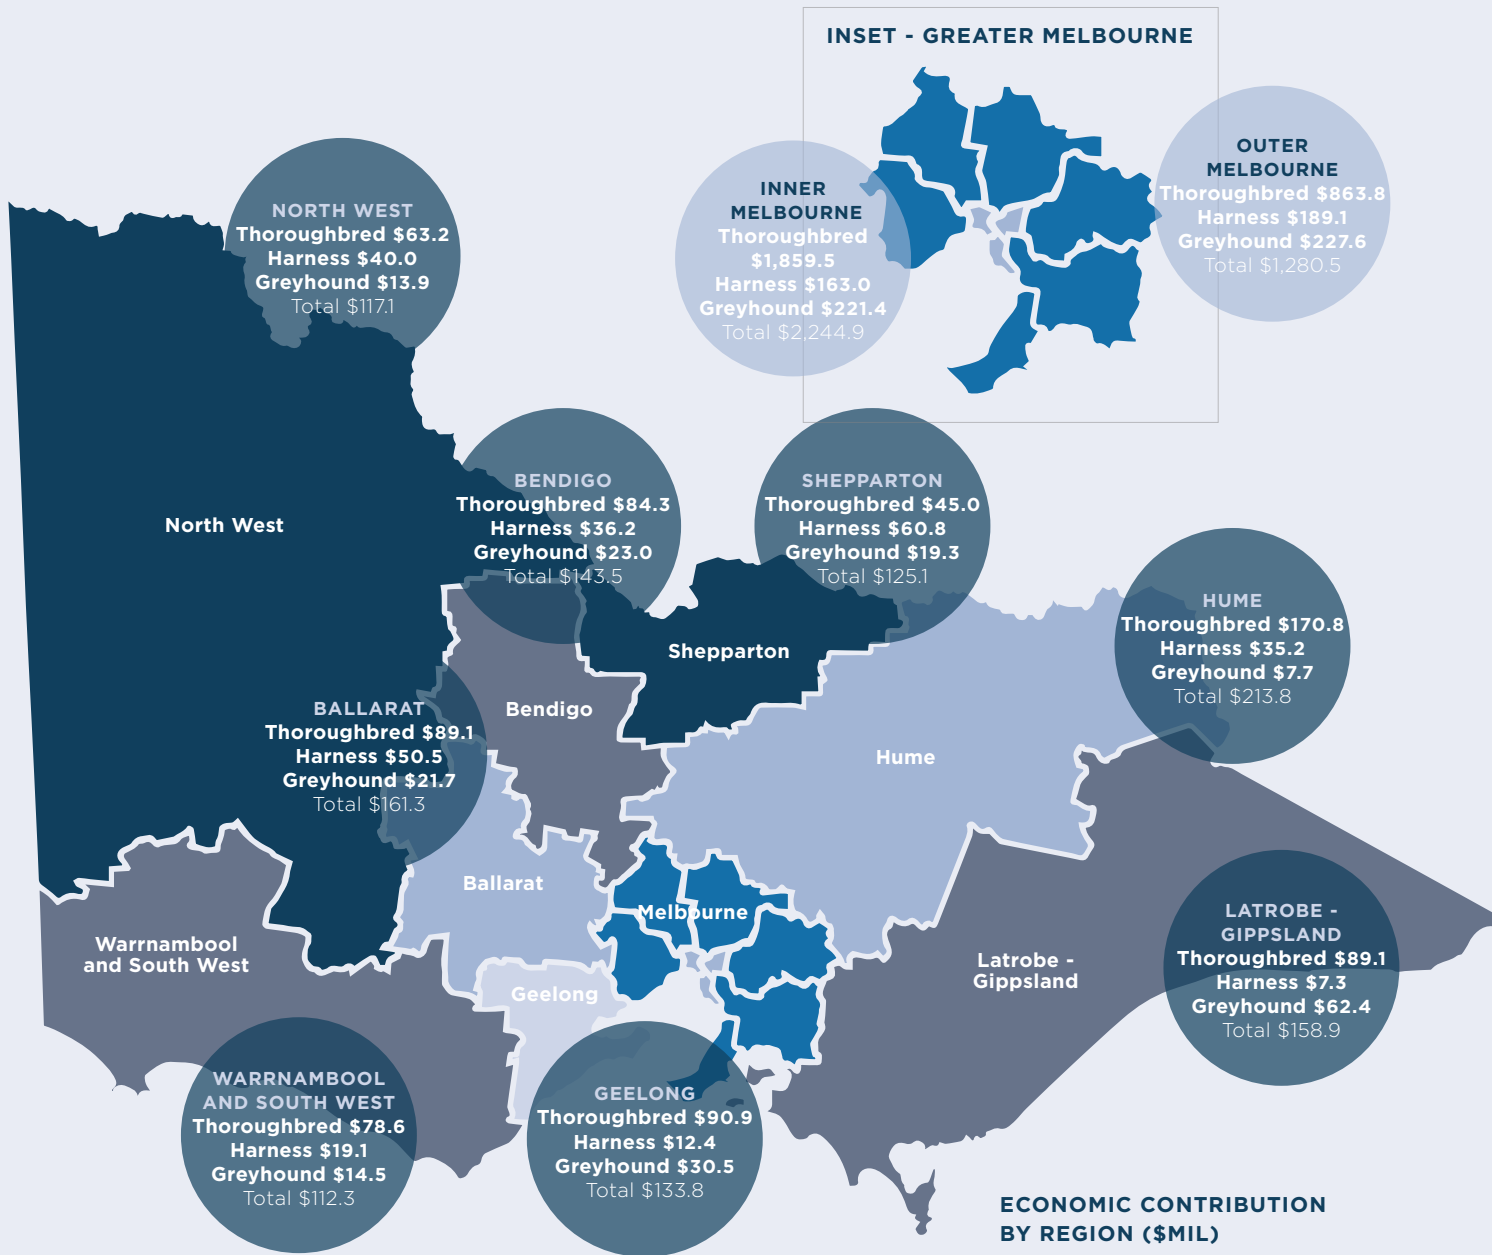 INSET - GREATER MELBOURNE
OUTER
MELBOURNE
Thoroughbred $863.8
Harness $189.1
Greyhound $227.6
Total $1,280.5
INNER
MELBOURNE
Thoroughbred
$1,859.5
Harness $163.0
Greyhound $221.4
Total $2,244.9
NORTH WEST
Thoroughbred $63.2
Harness $40.0
Greyhound $13.9
Total $117.1
BENDIGO
Thoroughbred $84.3
Harness $36.2
Greyhound $23.0
Total $143.5
SHEPPARTON
Thoroughbred $45.0
Harness $60.8
Greyhound $19.3
Total $125.1
North West
HUME
Thoroughbred $170.8
Harness $35.2
Greyhound $7.7
Total $213.8
Shepparton
Bendigo
BALLARAT
Thoroughbred $89.1
Harness $50.5
Greyhound $21.7
Total $161.3
Hume
Ballarat
Melbourne
Warrnambool
and South West
Geelong
Latrobe -
Gippsland
LATROBE -
GIPPSLAND
Thoroughbred $89.1
Harness $7.3
Greyhound $62.4
Total $158.9
WARRNAMBOOL
AND SOUTH WEST
Thoroughbred $78.6
Harness $19.1
Greyhound $14.5
Total $112.3
GEELONG
Thoroughbred $90.9
Harness $12.4
Greyhound $30.5
Total $133.8
ECONOMIC CONTRIBUTION
BY REGION ($MIL)